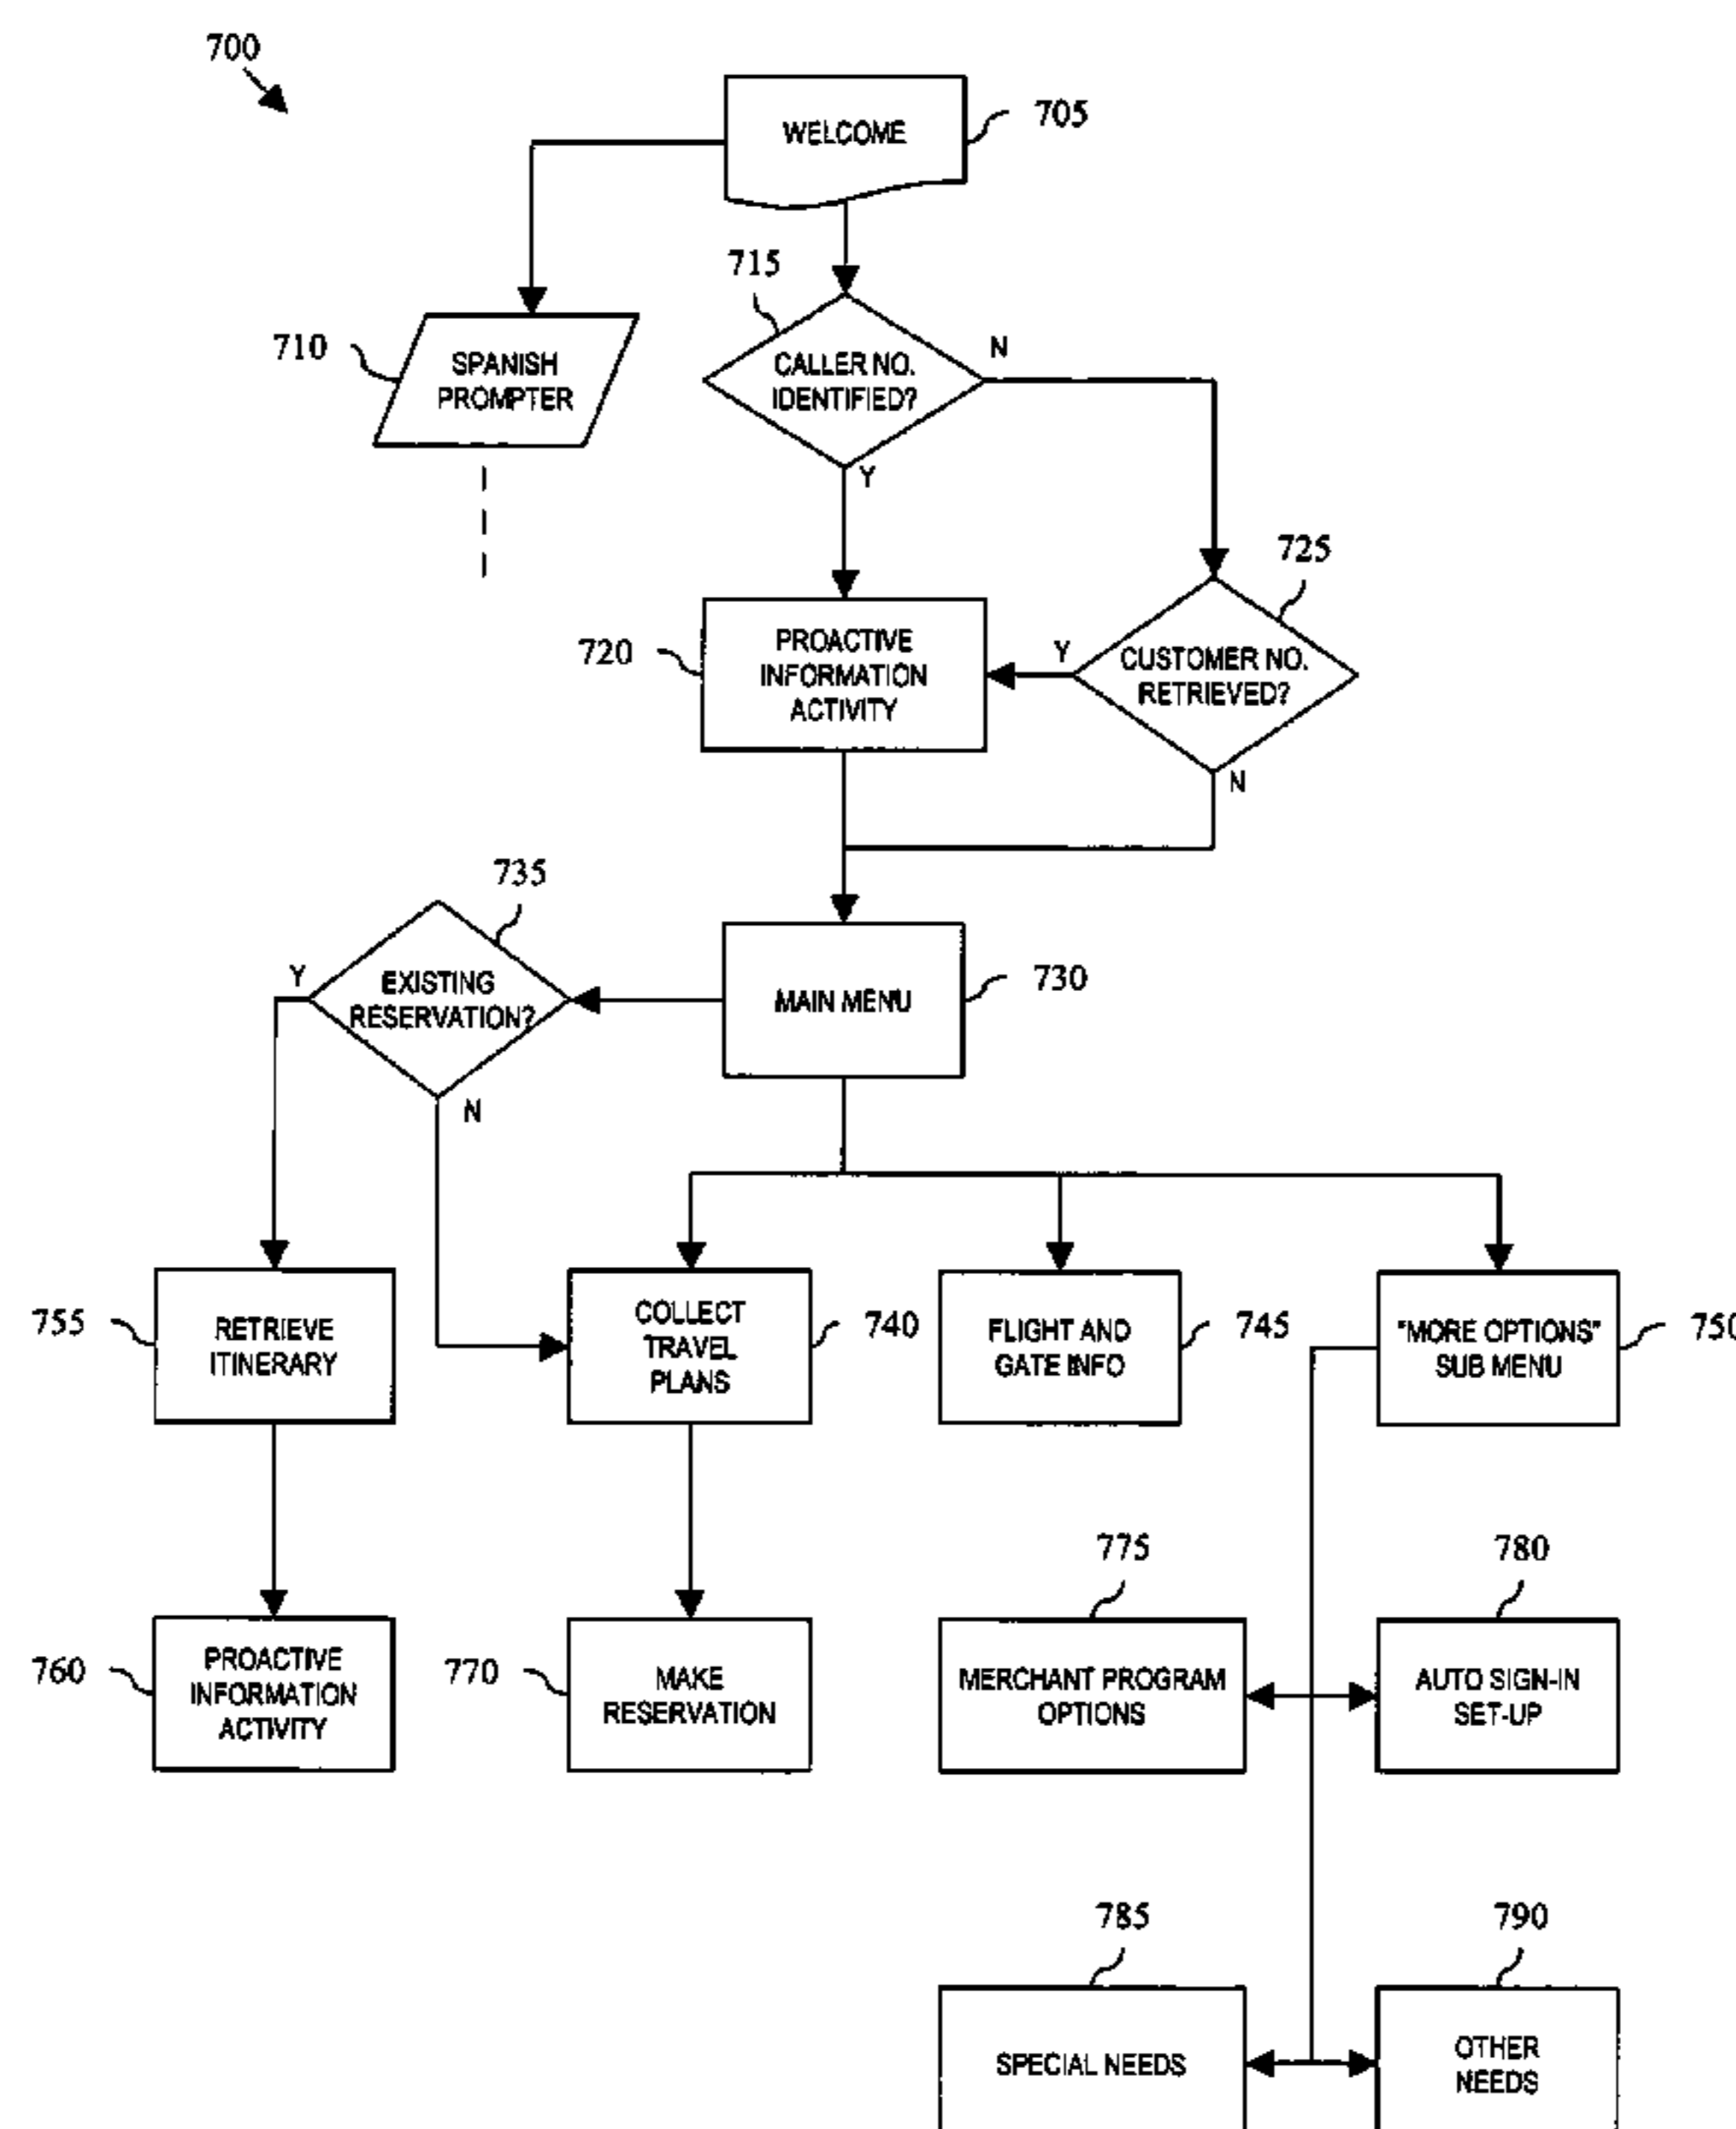 700
WELCOME
705
715
710
SPANISH
PROMPTER
CALLER NO.
IDENTIFIED?
N
Y
725
720
PROACTIVE
INFORMATION
ACTIVITY
Y
CUSTOMER NO.
RETRIEVED?
N
735
Y
EXISTING
RESERVATION?
N
MAIN MENU
730
755
RETRIEVE
ITINERARY
COLLECT
TRAVEL
PLANS
740
FLIGHT AND
GATE INFO
745
"MORE OPTIONS"
SUB MENU
750
775
780
760
PROACTIVE
INFORMATION
ACTIVITY
770
MAKE
RESERVATION
MERCHANT PROGRAM
OPTIONS
AUTO SIGN-IN
SET-UP
785
790
SPECIAL NEEDS
OTHER
NEEDS